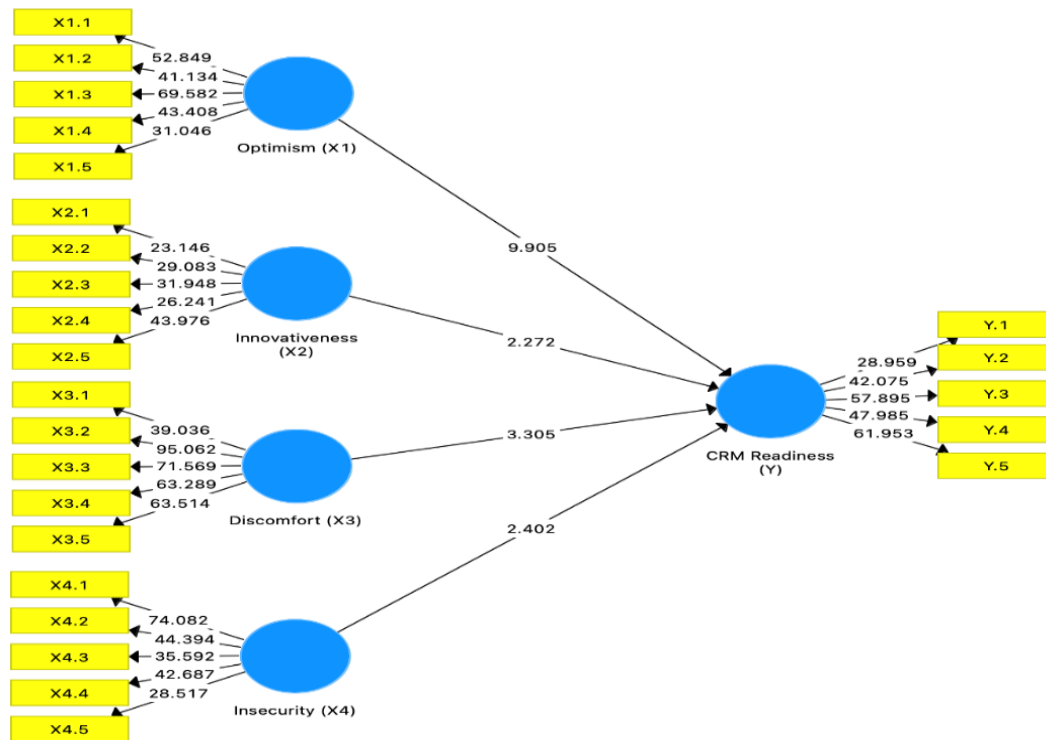 X1.1
X1.2
X1.3
X1.4
X1.5
52.849
41.134
69.582
43.408
31.046
Optimism (X1)
9.905
X2.1
X2.2
X2.3
X2.4
X2.5
23.146
29.083
31.948
26.241
43.976
Innovativeness
(X2)
2.272
X3.1
X3.2
X3.3
X3.4
X3.5
39.036
95.062
71.569
63.289
63.514
Discomfort (X3)
3.305
X4.1
X4.2
X4.3
X4.4
X4.5
74.082
44.394
35.592
42.687
28.517
Insecurity (X4)
2.402
CRM Readiness
(Y)
28.959
42.075
57.895
47.985
61.953
Y.1
Y.2
Y.3
Y.4
Y.5